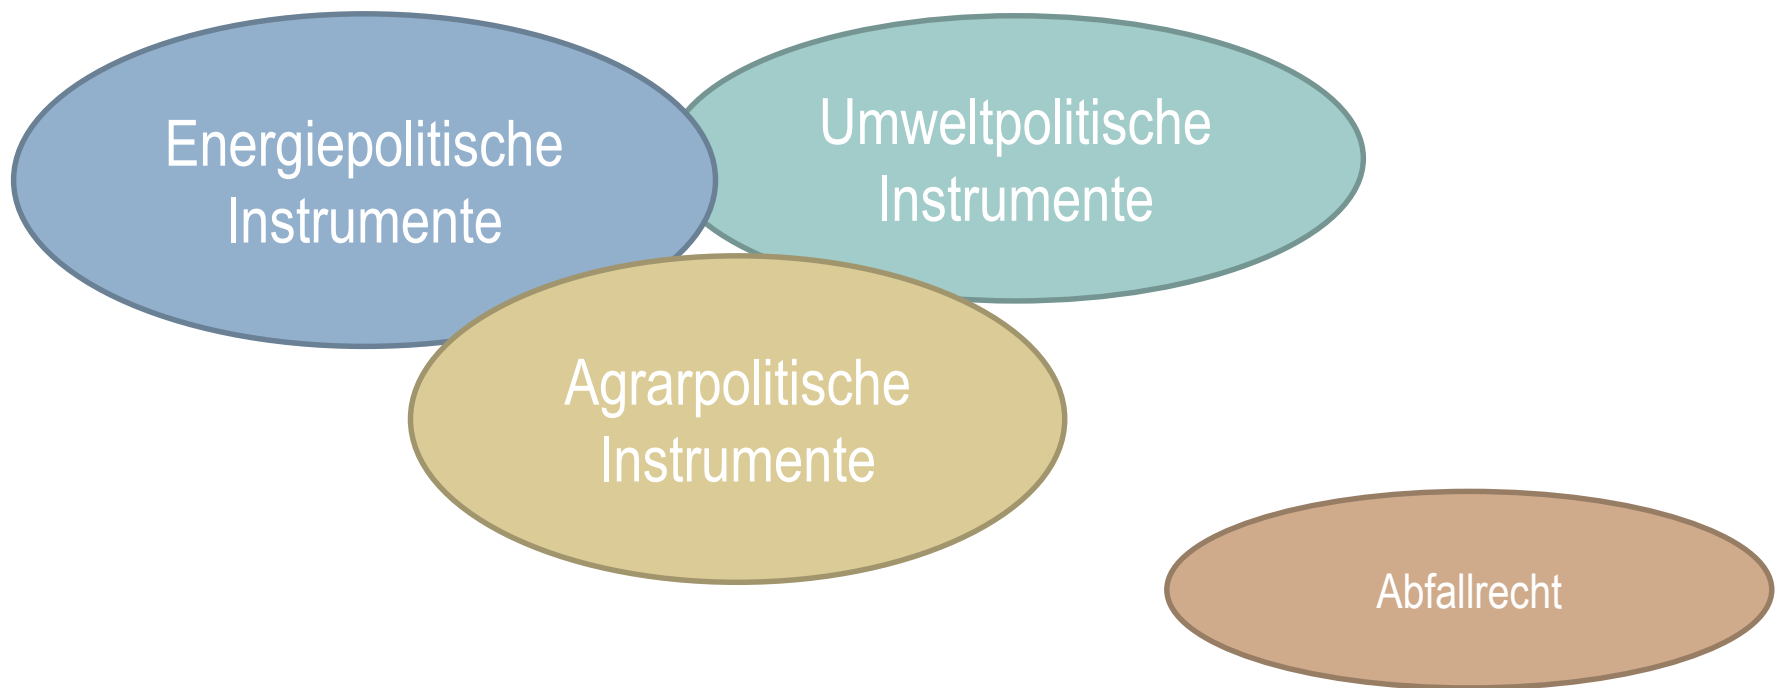 Energiepolitische
Instrumente
Umweltpolitische
Instrumente
Agrarpolitische
Instrumente
Abfallrecht